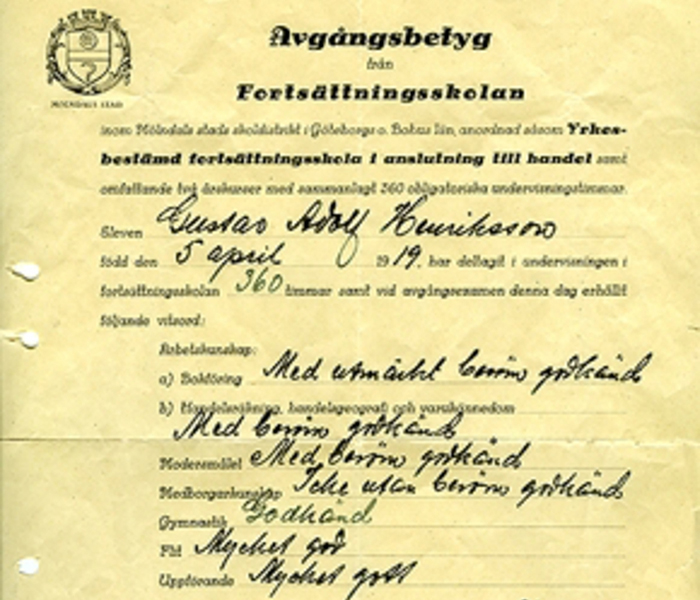 MÖLNDALS STAD
Avgångsbetyg
från
Fortsättningsskolan
inom Mölndals stads skoldistrikt i Göteborgs o. Bohus län, anordnad såsom Yrkes-
bestämd fortsättningsskola i anslutning till handel samt
omfattande två årskurser med sammanlagt 360 obligatoriska undervisningstimmar.
Eleven Gustav Adolf Henriksson
född den 5 april 1919. har deltagit i undervisningen i
fortsättningsskolan 360 timmar samt vid avgångsexamen denna dag erhållit
följande vitsord:
Arbetskunskap:
a) Bokföring Med utmärkt beröm godkänd
b) Handelsräkning, handelsgeografi och varukännedom
Med beröm godkänd
Modersmålet Med beröm godkänd
Medborgarkunskap Icke utan beröm godkänd
Gymnastik Godkänd
Flit Mycket god
Uppförande Mycket gott